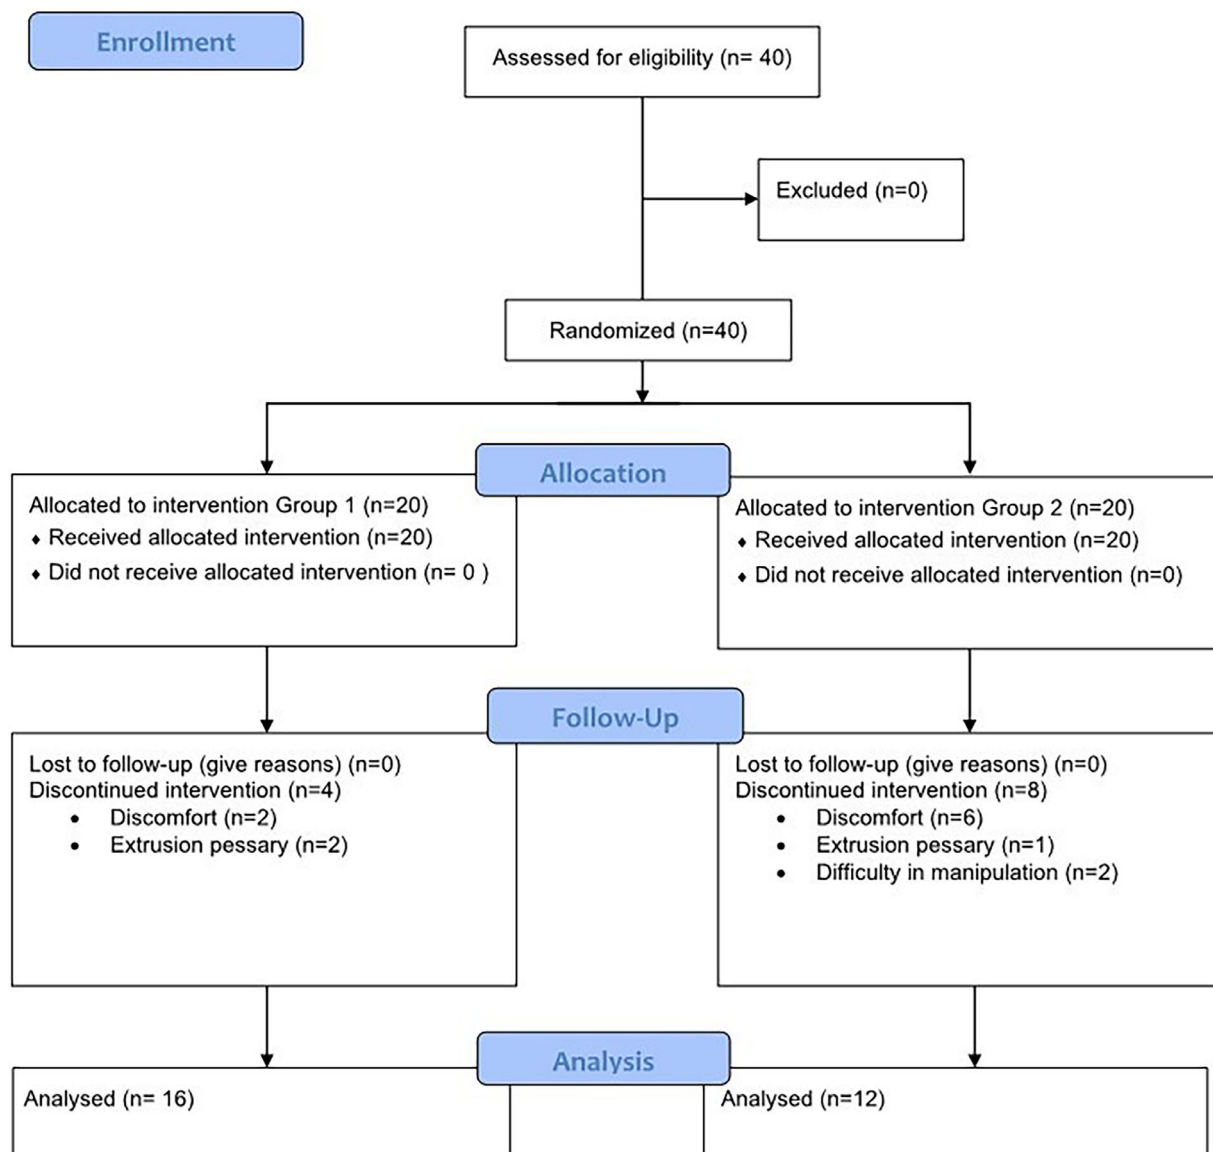 Enrollment
Assessed for eligibility (n= 40)
Excluded (n=0)
Randomized (n=40)
Allocation
Allocated to intervention Group 1 (n=20)
♦ Received allocated intervention (n=20)
♦ Did not receive allocated intervention (n= 0 )
Allocated to intervention Group 2 (n=20)
♦ Received allocated intervention (n=20)
♦ Did not receive allocated intervention (n=0)
Follow-Up
Lost to follow-up (give reasons) (n=0)
Discontinued intervention (n=4)
• Discomfort (n=2)
• Extrusion pessary (n=2)
Lost to follow-up (give reasons) (n=0)
Discontinued intervention (n=8)
• Discomfort (n=6)
• Extrusion pessary (n=1)
• Difficulty in manipulation (n=2)
Analysis
Analysed (n= 16)
Analysed (n=12)